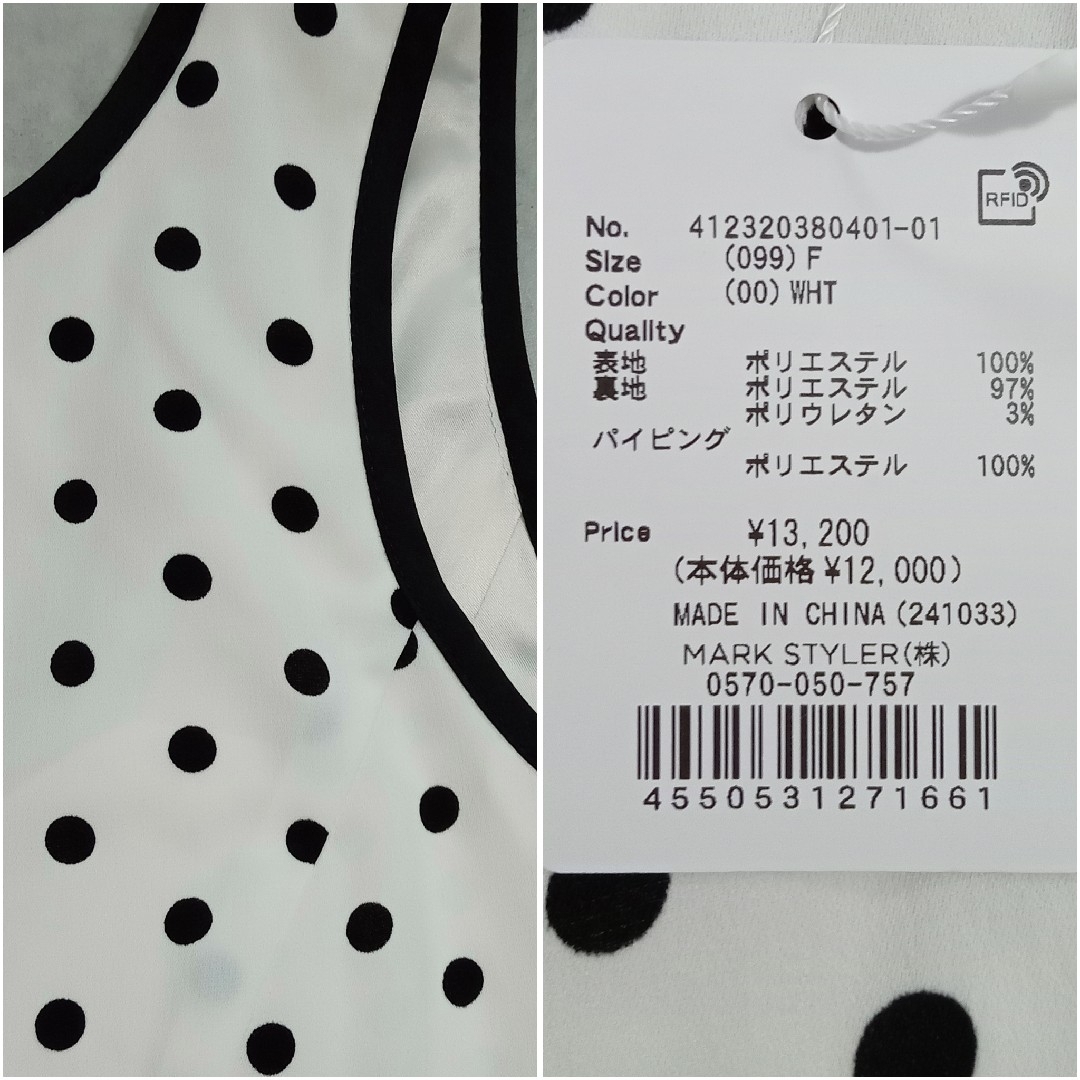 RFID
No. 412320380401-01
Size (099) F
Color (00) WHT
Quality
表地 ポリエステル 100%
裏地 ポリエステル 97%
ポリウレタン 3%
パイピング
ポリエステル 100%
Price ¥13,200
(本体価格 ¥12,000)
MADE IN CHINA (241033)
MARK STYLER(株)
0570-050-757
4550531271661